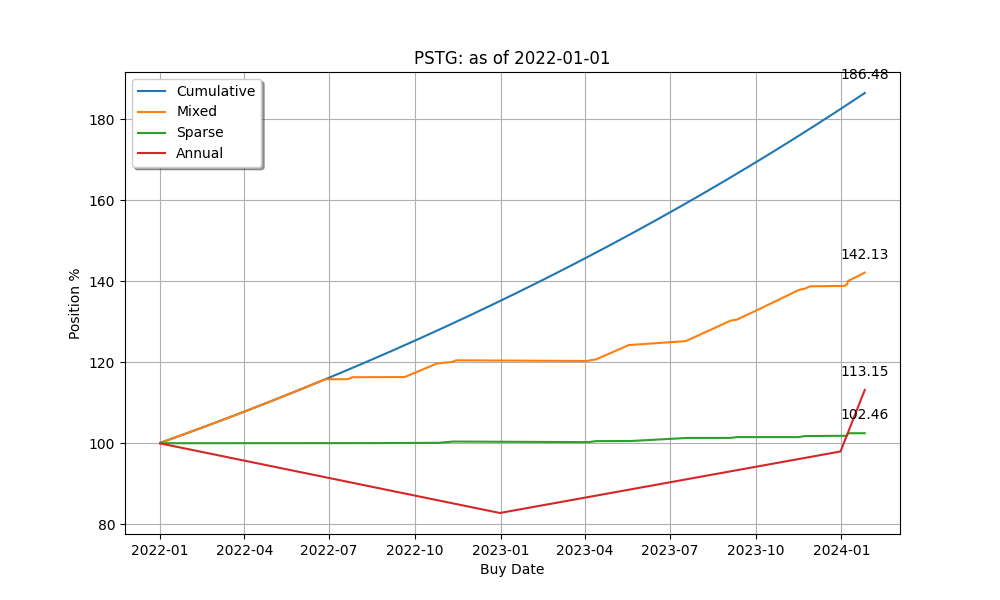 PSTG: as of 2022-01-01
186.48
Cumulative
Mixed
Sparse
Annual
180
160
142.13
140
Position %
120
113.15
102.46
100
80
2022-01 2022-04 2022-07 2022-10 2023-01 2023-04 2023-07 2023-10 2024-01
Buy Date